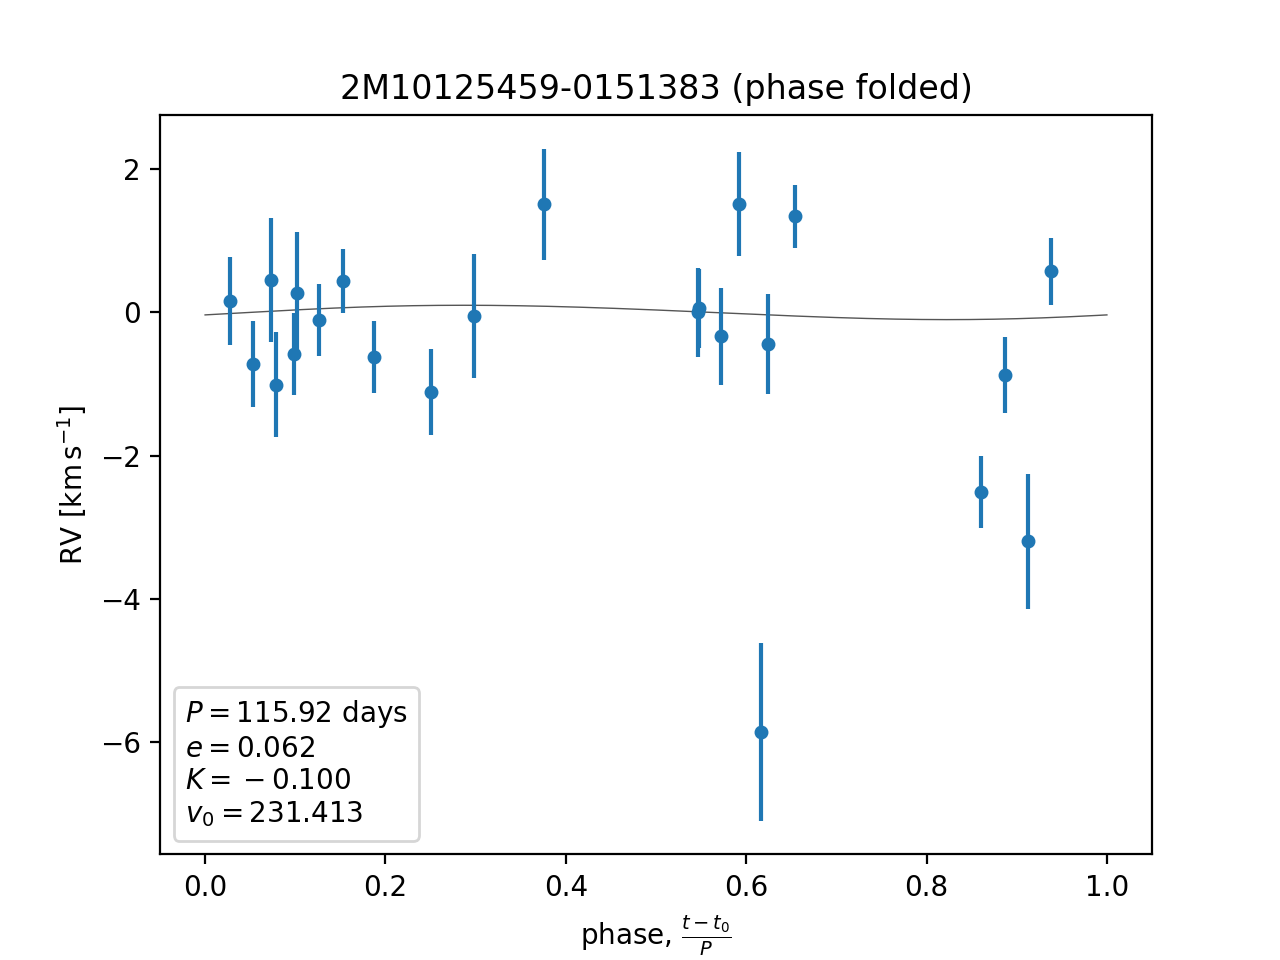 2M10125459-0151383 (phase folded)
RV [km s⁻¹]
2
0
−2
−4
−6
P = 115.92 days
e = 0.062
K = −0.100
v₀ = 231.413
0.0 0.2 0.4 0.6 0.8 1.0
phase, (t − t₀)/P